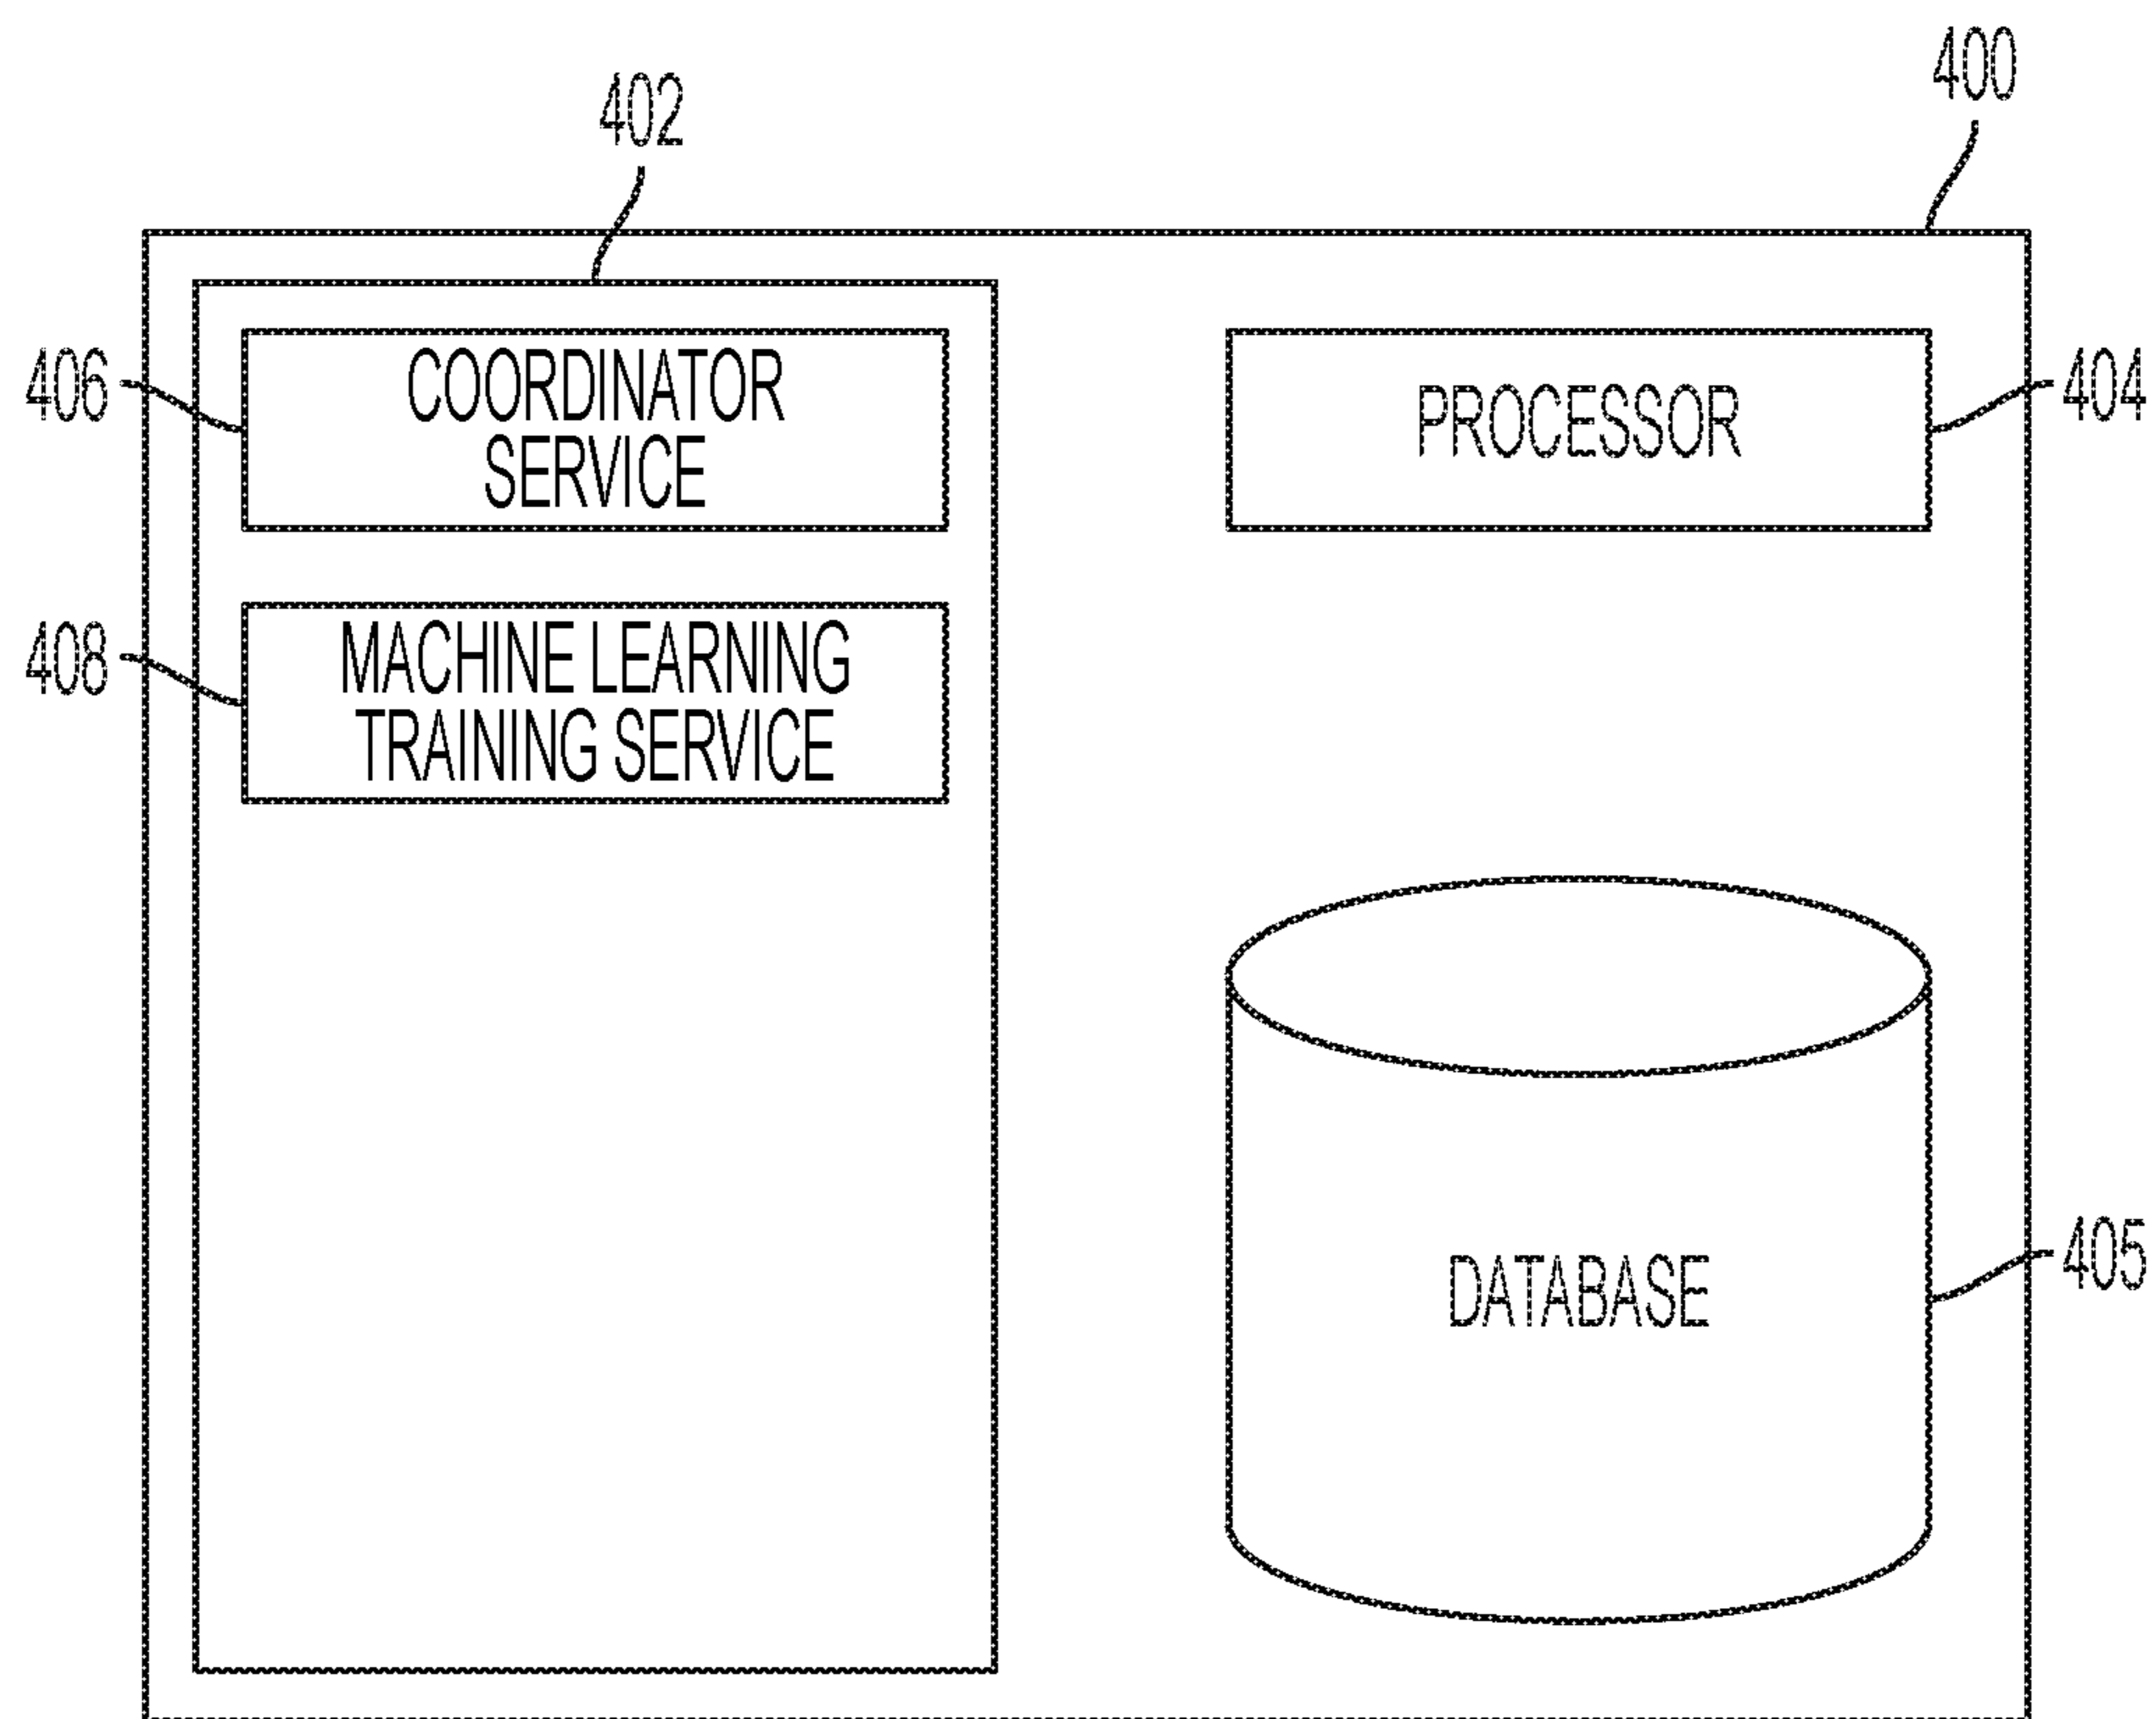 400
402
406
COORDINATOR
SERVICE
PROCESSOR
404
408
MACHINE LEARNING
TRAINING SERVICE
DATABASE
405